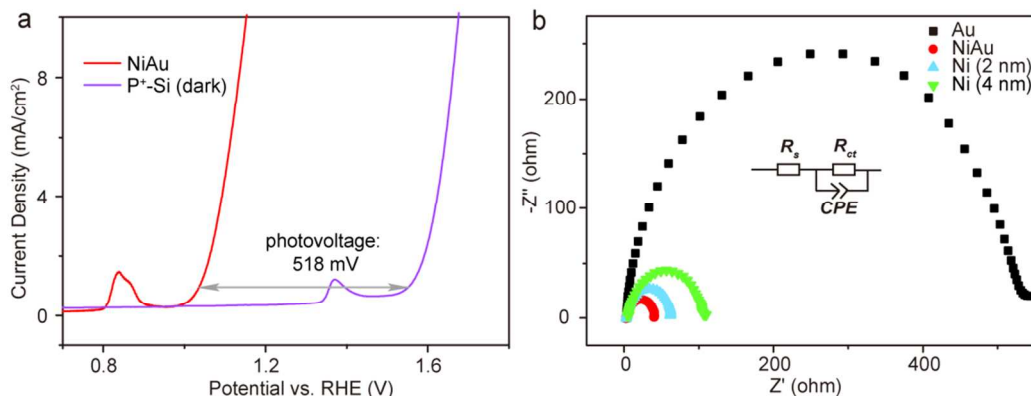 a
NiAu
P⁺-Si (dark)
photovoltage:
518 mV
8
4
0
0.8
1.2
1.6
Current Density (mA/cm²)
Potential vs. RHE (V)
b
Au
NiAu
Ni (2 nm)
Ni (4 nm)
Rs
Rct
CPE
200
100
0
0
200
400
-Z'' (ohm)
Z' (ohm)